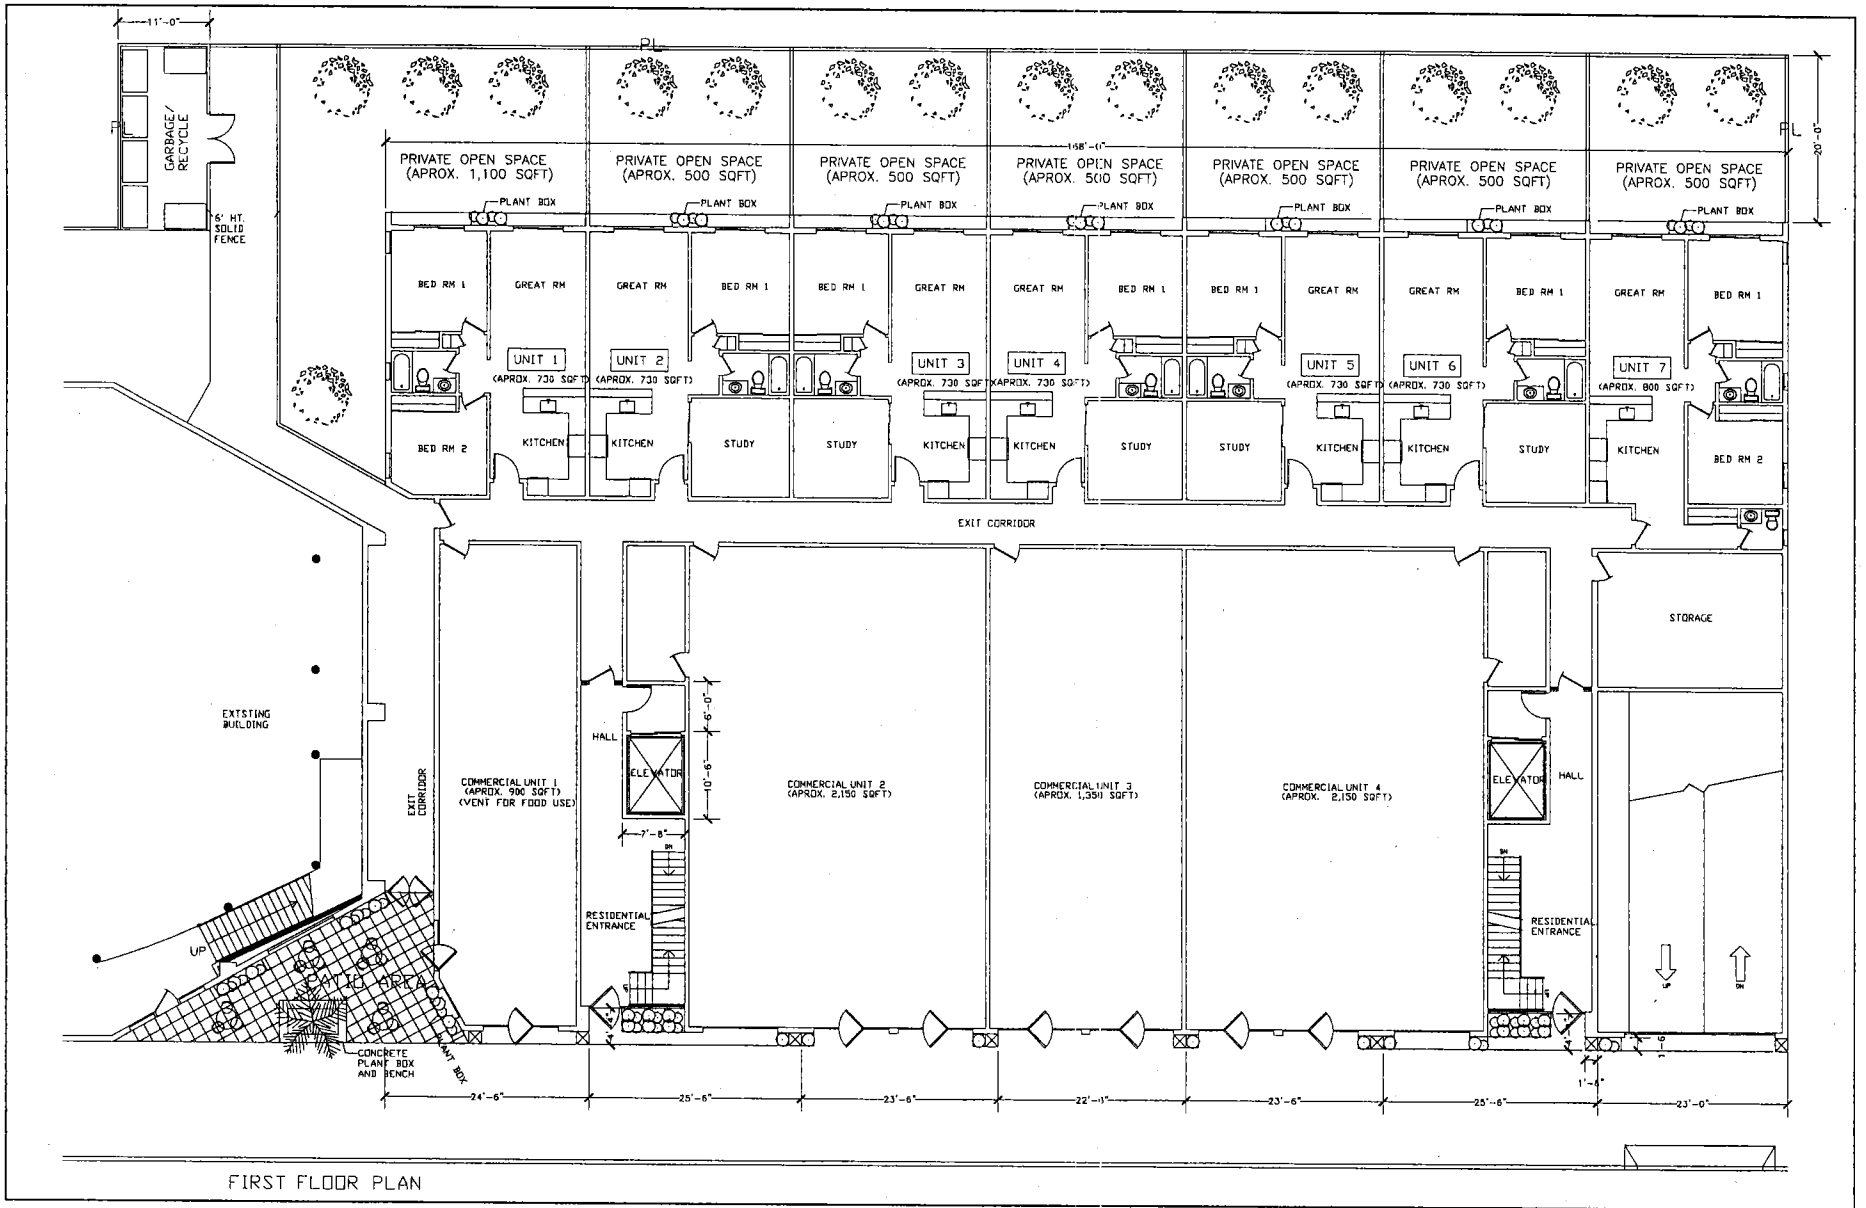 11'-0"
PL
GARBAGE/
RECYCLE
PL
PL
20'-0"
168'-0"
PRIVATE OPEN SPACE
(APROX. 1,100 SQFT)
PRIVATE OPEN SPACE
(APROX. 500 SQFT)
PRIVATE OPEN SPACE
(APROX. 500 SQFT)
PRIVATE OPEN SPACE
(APROX. 500 SQFT)
PRIVATE OPEN SPACE
(APROX. 500 SQFT)
PRIVATE OPEN SPACE
(APROX. 500 SQFT)
PRIVATE OPEN SPACE
(APROX. 500 SQFT)
6' HT.
SOLID
FENCE
PLANT BOX
PLANT BOX
PLANT BOX
PLANT BOX
PLANT BOX
PLANT BOX
PLANT BOX
BED RM 1
GREAT RM
GREAT RM
BED RM 1
BED RM 1
GREAT RM
GREAT RM
BED RM 1
BED RM 1
GREAT RM
GREAT RM
BED RM 1
GREAT RM
BED RM 1
UNIT 1
(APROX. 730 SQFT)
UNIT 2
(APROX. 730 SQFT)
UNIT 3
(APROX. 730 SQFT)
UNIT 4
(APROX. 730 SQFT)
UNIT 5
(APROX. 730 SQFT)
UNIT 6
(APROX. 730 SQFT)
UNIT 7
(APROX. 800 SQFT)
BED RM 2
KITCHEN
KITCHEN
STUDY
STUDY
KITCHEN
KITCHEN
STUDY
STUDY
KITCHEN
KITCHEN
STUDY
KITCHEN
BED RM 2
EXIT CORRIDOR
STORAGE
EXTSTING
BUILDING
HALL
6'-0"
ELEVATOR
10'-6"
7'-8"
DN
EXIT
CORRIDOR
COMMERCIAL UNIT 1
(APROX. 900 SQFT)
(VENT FOR FOOD USE)
COMMERCIAL UNIT 2
(APROX. 2,150 SQFT)
COMMERCIAL UNIT 3
(APROX. 1,350 SQFT)
COMMERCIAL UNIT 4
(APROX. 2,150 SQFT)
ELEVATOR
HALL
DN
RESIDENTIAL
ENTRANCE
RESIDENTIAL
ENTRANCE
UP
UP
UP
UP
DN
PATIO AREA
CONCRETE
PLANT BOX
AND BENCH
PLANT BOX
4'
4'
1'-6
1'-6"
24'-6"
25'-6"
23'-6"
23'-6"
25'-6"
23'-0"
FIRST FLOOR PLAN